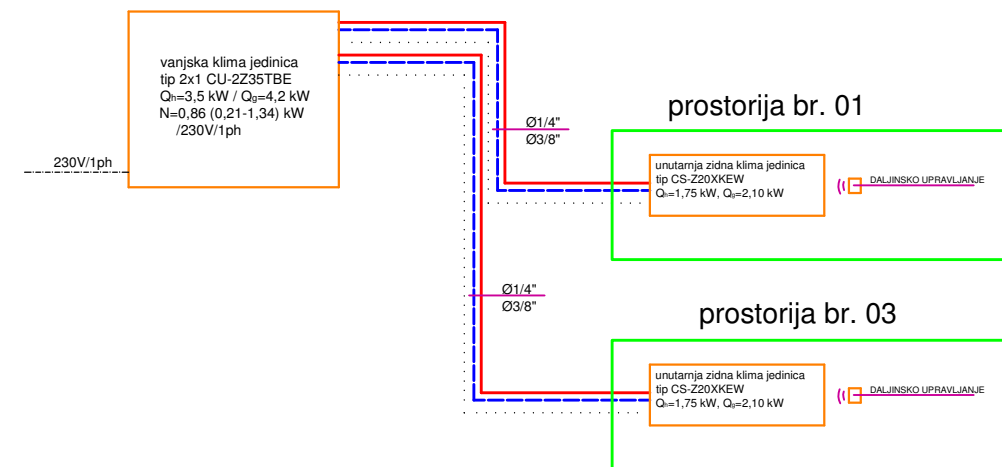 vanjska klima jedinica
tip 2x1 CU-2Z35TBE
Qh=3,5 kW / Qg=4,2 kW
N=0,86 (0,21-1,34) kW
/230V/1ph
230V/1ph
Ø1/4"
Ø3/8"
prostorija br. 01
unutarnja zidna klima jedinica
tip CS-Z20XKEW
Qh=1,75 kW, Qg=2,10 kW
DALJINSKO UPRAVLJANJE
Ø1/4"
Ø3/8"
prostorija br. 03
unutarnja zidna klima jedinica
tip CS-Z20XKEW
Qh=1,75 kW, Qg=2,10 kW
DALJINSKO UPRAVLJANJE